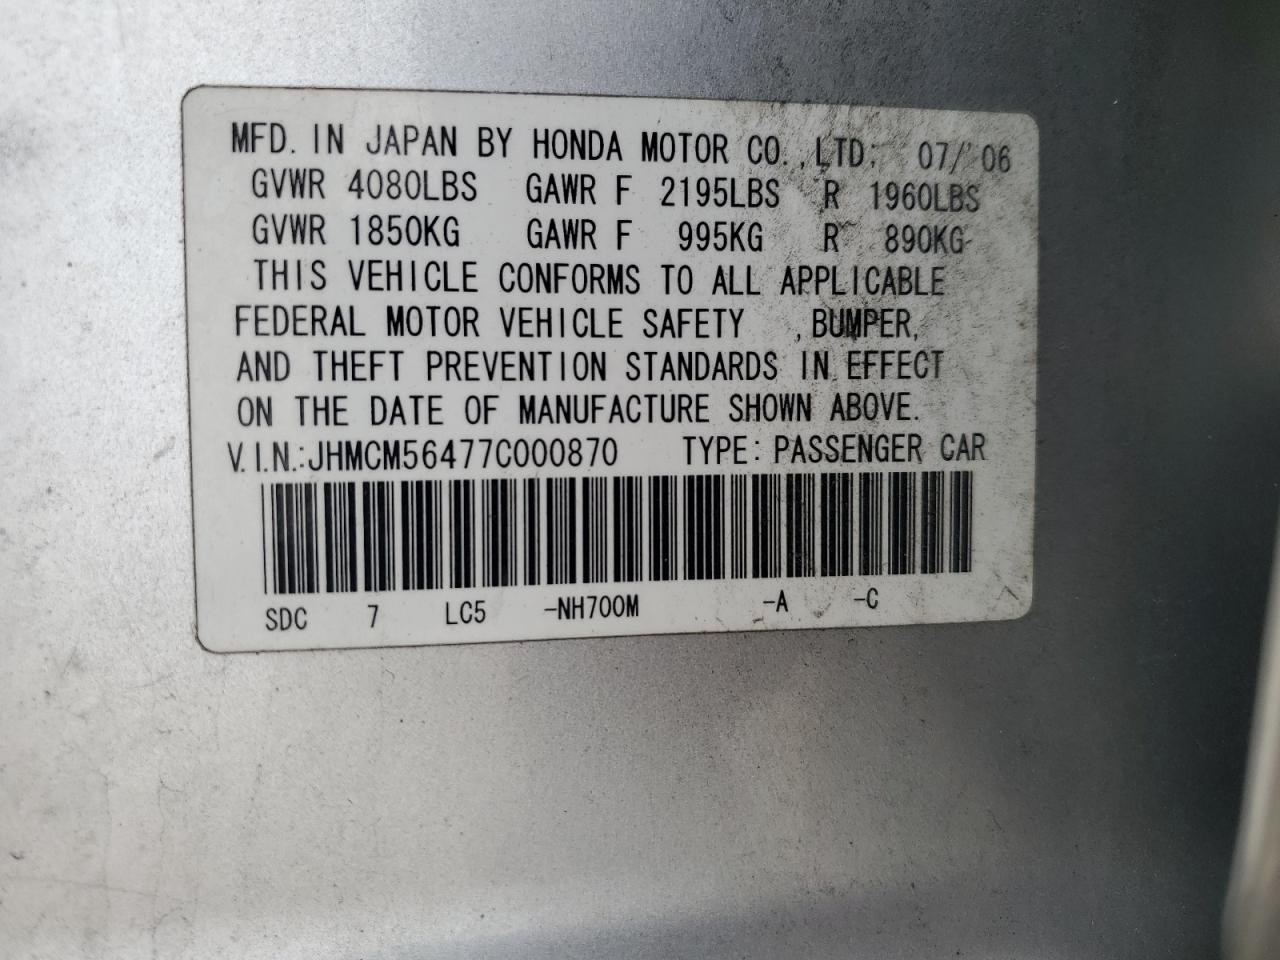 MFD. IN JAPAN BY HONDA MOTOR CO., LTD. 07/'06
GVWR 4080LBS GAWR F 2195LBS R 1960LBS
GVWR 1850KG GAWR F 995KG R 890KG
THIS VEHICLE CONFORMS TO ALL APPLICABLE
FEDERAL MOTOR VEHICLE SAFETY , BUMPER,
AND THEFT PREVENTION STANDARDS IN EFFECT
ON THE DATE OF MANUFACTURE SHOWN ABOVE.
V.I.N.:JHMCM56477C000870 TYPE: PASSENGER CAR
SDC 7 LC5 -NH700M -A -C